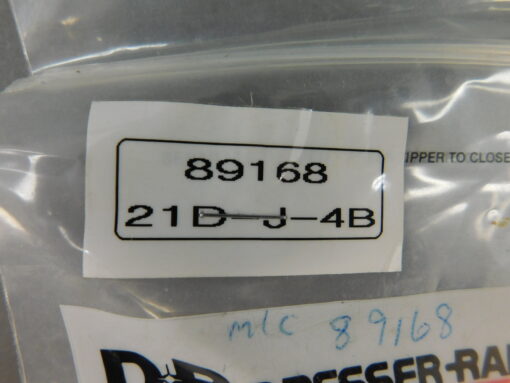 IPPER TO CLOSE
89168
21D-J-4B
mlc 89168
DRESSER-RA